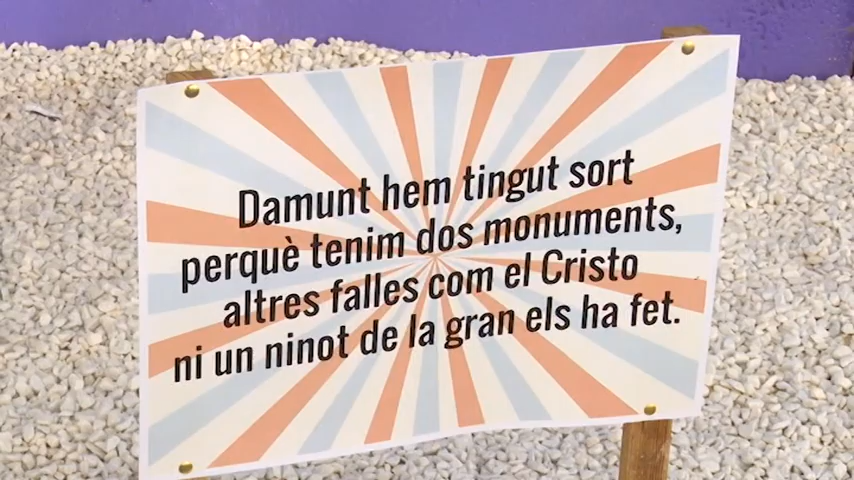 Damunt hem tingut sort
perquè tenim dos monuments,
altres falles com el Cristo
ni un ninot de la gran els ha fet.